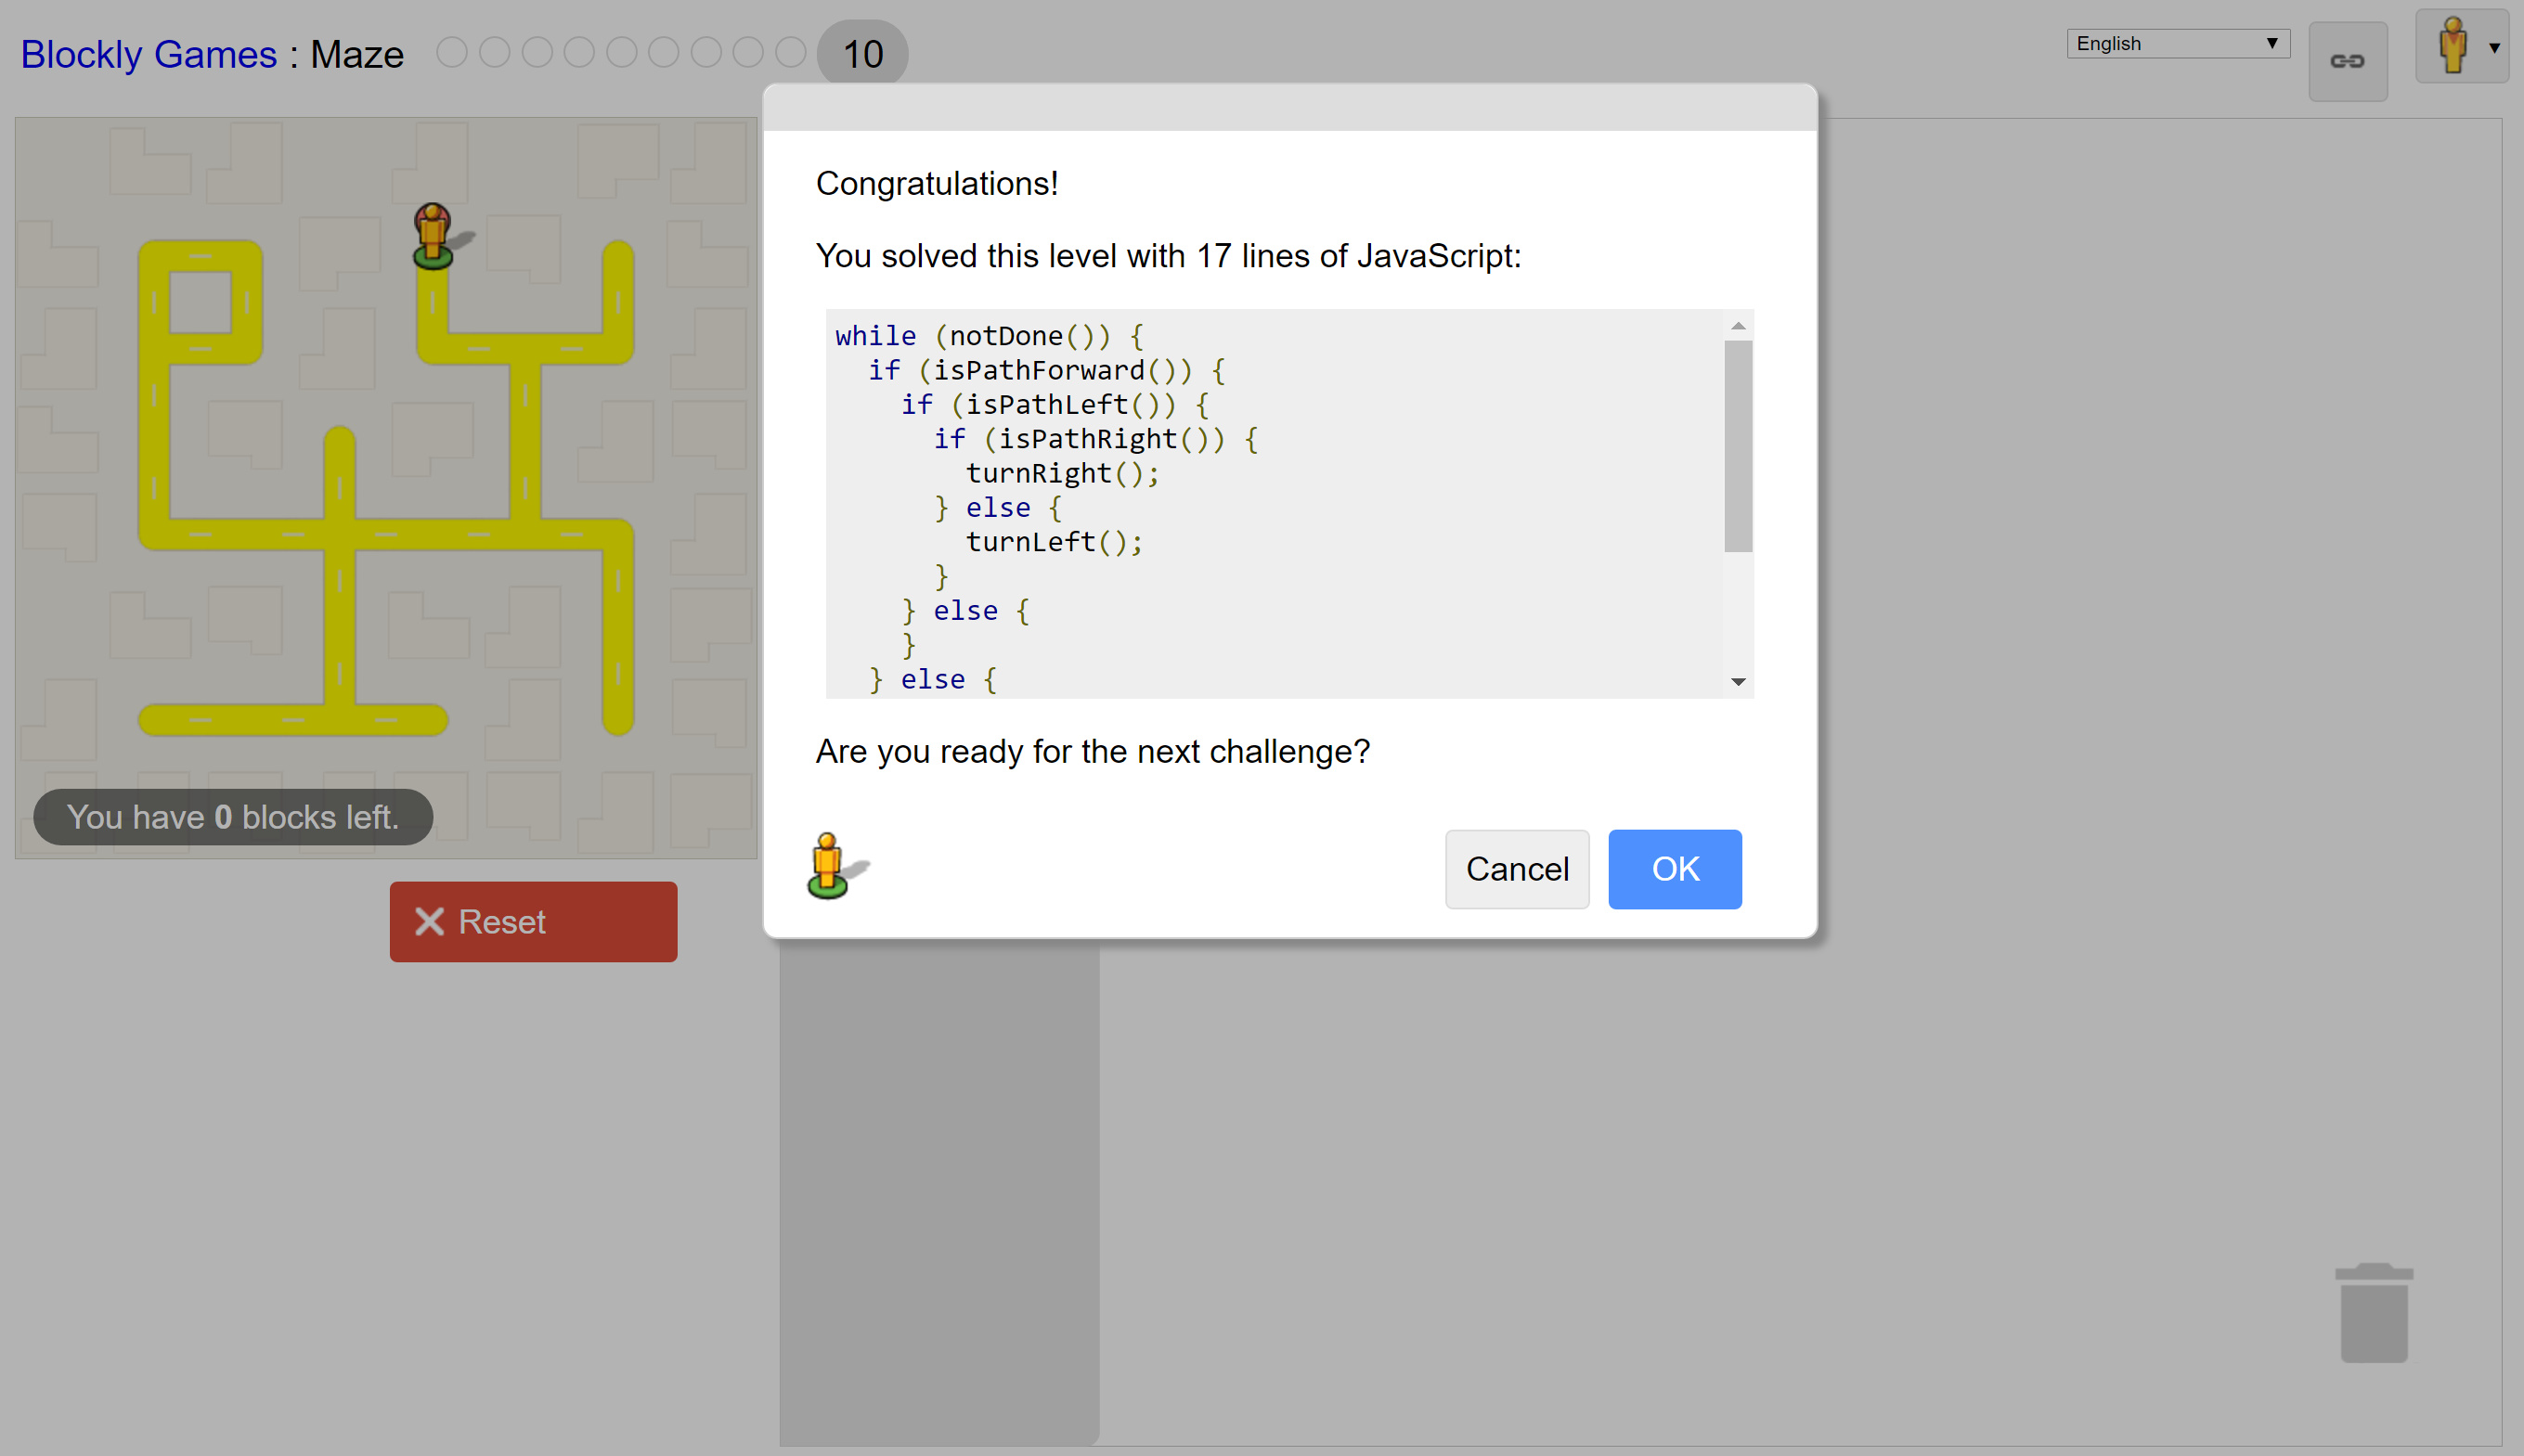 Blockly Games : Maze 10
English
Congratulations!
You solved this level with 17 lines of JavaScript:
while (notDone()) {
  if (isPathForward()) {
    if (isPathLeft()) {
      if (isPathRight()) {
        turnRight();
      } else {
        turnLeft();
      }
    } else {
    }
  } else {
Are you ready for the next challenge?
Cancel OK
You have 0 blocks left.
Reset